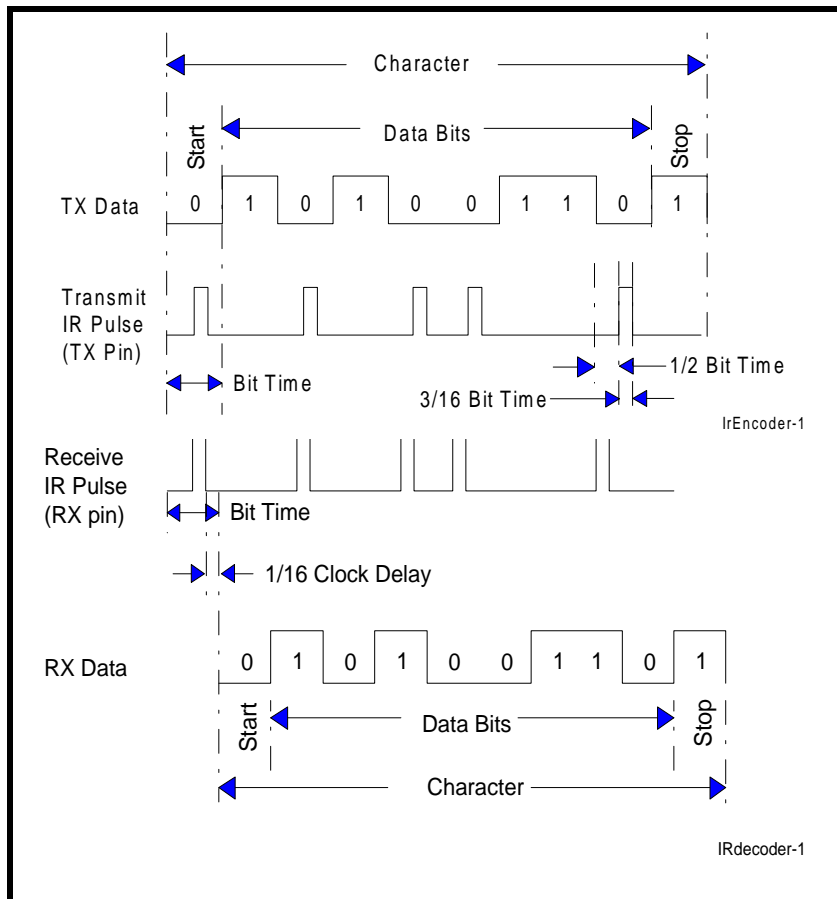 Character
Start
Data Bits
Stop
TX Data
0 1 0 1 0 0 1 1 0 1
Transmit
IR Pulse
(TX Pin)
Bit Time
1/2 Bit Time
3/16 Bit Time
IrEncoder-1
Receive
IR Pulse
(RX pin)
Bit Time
1/16 Clock Delay
RX Data
0 1 0 1 0 0 1 1 0 1
Start
Data Bits
Stop
Character
IRdecoder-1